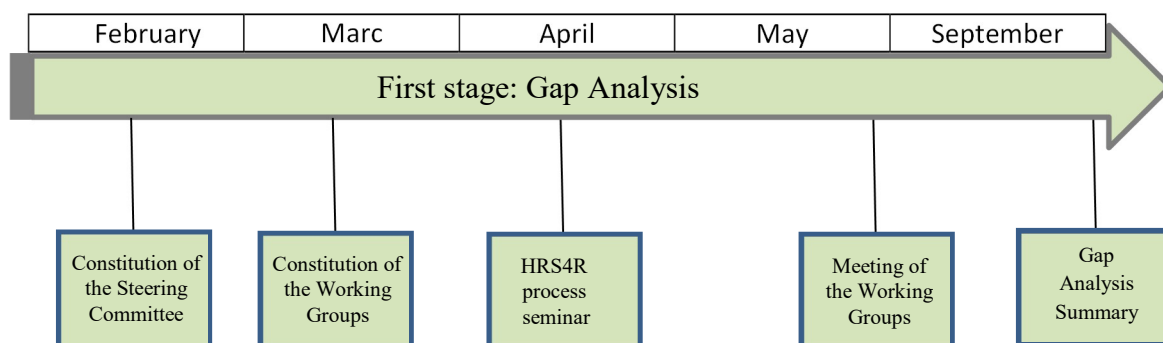 February Marc April May September
First stage: Gap Analysis
Constitution of
the Steering
Committee
Constitution of
the Working
Groups
HRS4R
process
seminar
Meeting of
the Working
Groups
Gap
Analysis
Summary